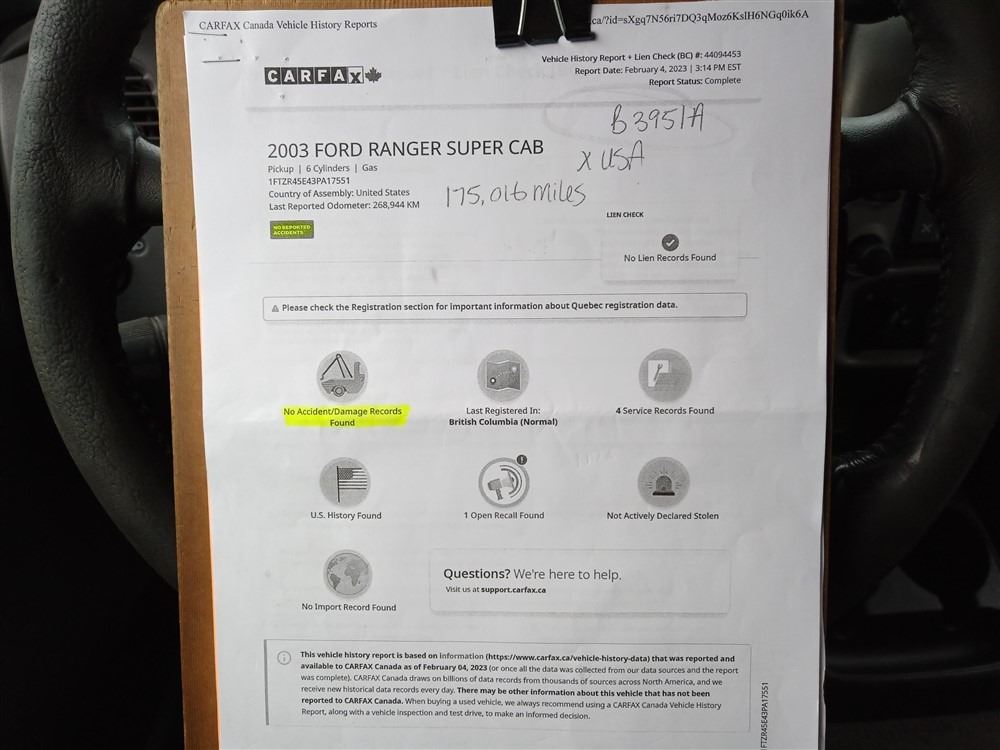 CARFAX Canada Vehicle History Reports
.ca/?id=sXgq7N56ri7DQ3qMoz6KslH6NGq0ik6A
Vehicle History Report + Lien Check (BC) #: 44094453
Report Date: February 4, 2023 | 3:14 PM EST
Report Status: Complete
CARFAX
B3951A
2003 FORD RANGER SUPER CAB
X USA
Pickup | 6 Cylinders | Gas
1FTZR45E43PA17551
Country of Assembly: United States
Last Reported Odometer: 268,944 KM
175,016 miles
NO REPORTED
ACCIDENTS
LIEN CHECK
No Lien Records Found
Please check the Registration section for important information about Quebec registration data.
No Accident/Damage Records
Found
Last Registered In:
British Columbia (Normal)
4 Service Records Found
U.S. History Found
1 Open Recall Found
Not Actively Declared Stolen
No Import Record Found
Questions? We're here to help.
Visit us at support.carfax.ca
This vehicle history report is based on information (https://www.carfax.ca/vehicle-history-data) that was reported and
available to CARFAX Canada as of February 04, 2023 (or once all the data was collected from our data sources and the report
was complete). CARFAX Canada draws on billions of data records from thousands of sources across North America, and we
receive new historical data records every day. There may be other information about this vehicle that has not been
reported to CARFAX Canada. When buying a used vehicle, we always recommend using a CARFAX Canada Vehicle History
Report, along with a vehicle inspection and test drive, to make an informed decision.
FTZR45E43PA17551